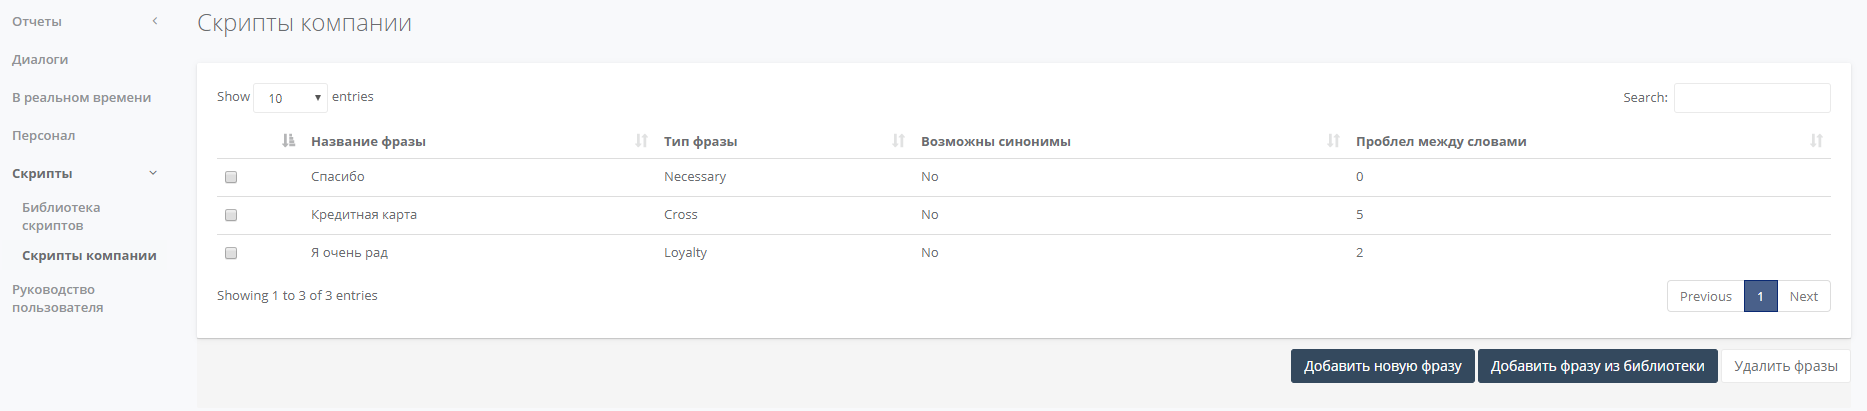 Отчеты
Диалоги
В реальном времени
Персонал
Скрипты
Библиотека
скриптов
Скрипты компании
Руководство
пользователя
Скрипты компании
Show 10 entries
Search:
Название фразы Тип фразы Возможны синонимы Проблел между словами
Спасибо Necessary No 0
Кредитная карта Cross No 5
Я очень рад Loyalty No 2
Showing 1 to 3 of 3 entries
Previous 1 Next
Добавить новую фразу Добавить фразу из библиотеки Удалить фразы